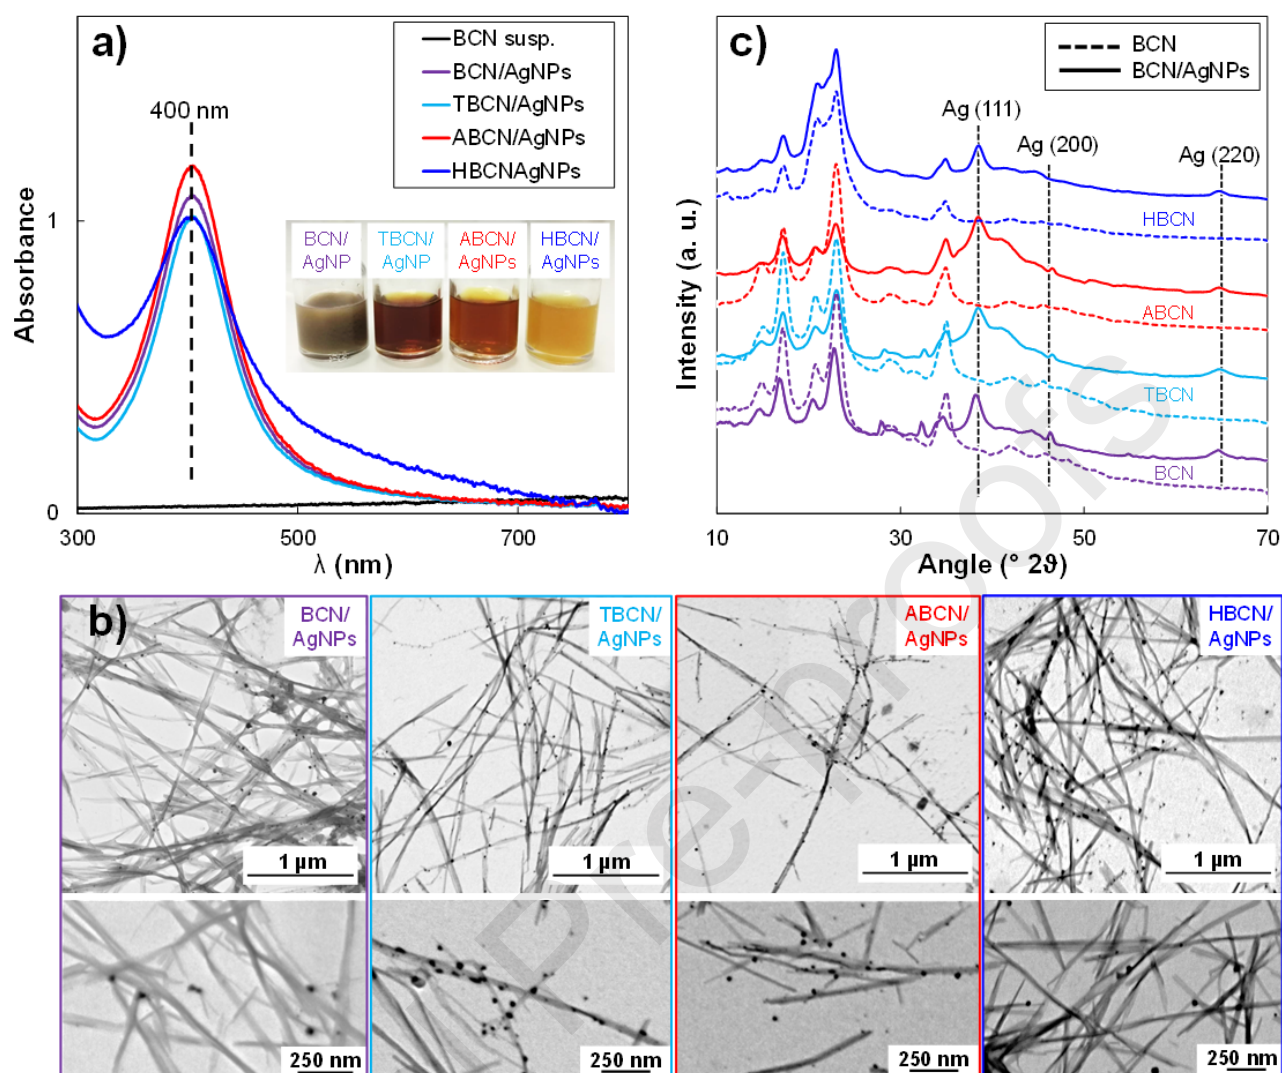 a)
BCN susp.
BCN/AgNPs
TBCN/AgNPs
ABCN/AgNPs
HBCNAgNPs
400 nm
1
0
Absorbance
BCN/
AgNP
TBCN/
AgNP
ABCN/
AgNPs
HBCN/
AgNPs
300
500
700
λ (nm)
c)
BCN
BCN/AgNPs
Ag (111)
Ag (200)
Ag (220)
HBCN
ABCN
TBCN
BCN
Intensity (a. u.)
10
30
50
70
Angle (° 2ϑ)
b)
BCN/
AgNPs
TBCN/
AgNPs
ABCN/
AgNPs
HBCN/
AgNPs
1 µm
1 µm
1 µm
1 µm
250 nm
250 nm
250 nm
250 nm
Pre-proofs